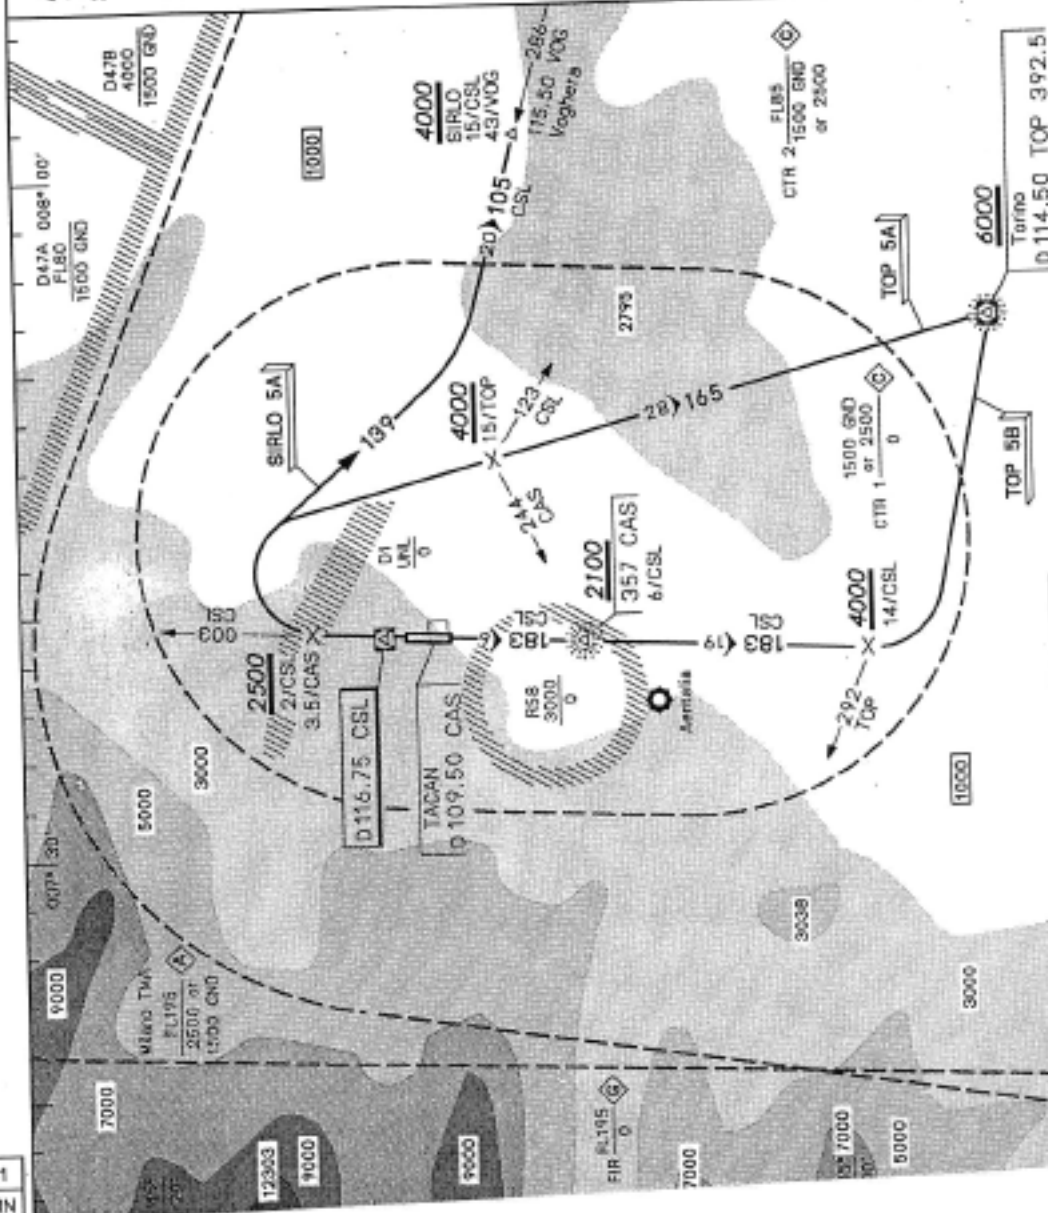 D47B
4000
1500 GND
D47A 008° 00'
FL80
1500 GND
1000
4000
SIRLO
15/CSL
43/VOG
286
115.50 VOG
Voghera
20 105
CSL
CTR 2
FL85
1500 GND
or 2500
C
SIRLO 5A
139
4000
15/TOP
123
CSL
244
CAS
2795
28 165
TOP 5A
6000
Torino
D 114.50 TOP 392.5
1500 GND
or 2500
CTR 1
0
C
TOP 5B
D1
UNL
0
003
CSL
2500
2/CSL
3.5/CAS
6 183
CSL
2100
357 CAS
6/CSL
19 183
CSL
4000
14/CSL
292
TOP
D 116.75 CSL
TACAN
D 109.50 CAS
R58
3000
0
Aeritalia
3000
5000
007° 30'
9000
Milano TMA
FL195
2500 or
1500 GND
A
7000
12303
9000
9000
3038
1000
3000
FIR
FL195
0
G
7000
7000
5000